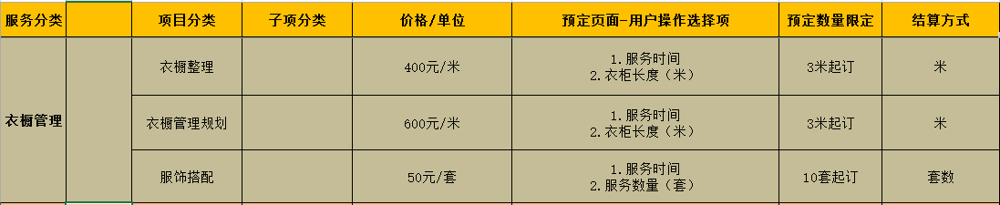 服务分类 项目分类 子项分类 价格/单位 预定页面-用户操作选择项 预定数量限定 结算方式
衣橱管理
衣橱整理 400元/米 1.服务时间 3米起订 米
2.衣柜长度（米）
衣橱管理规划 600元/米 1.服务时间 3米起订 米
2.衣柜长度（米）
服饰搭配 50元/套 1.服务时间 10套起订 套数
2.服务数量（套）